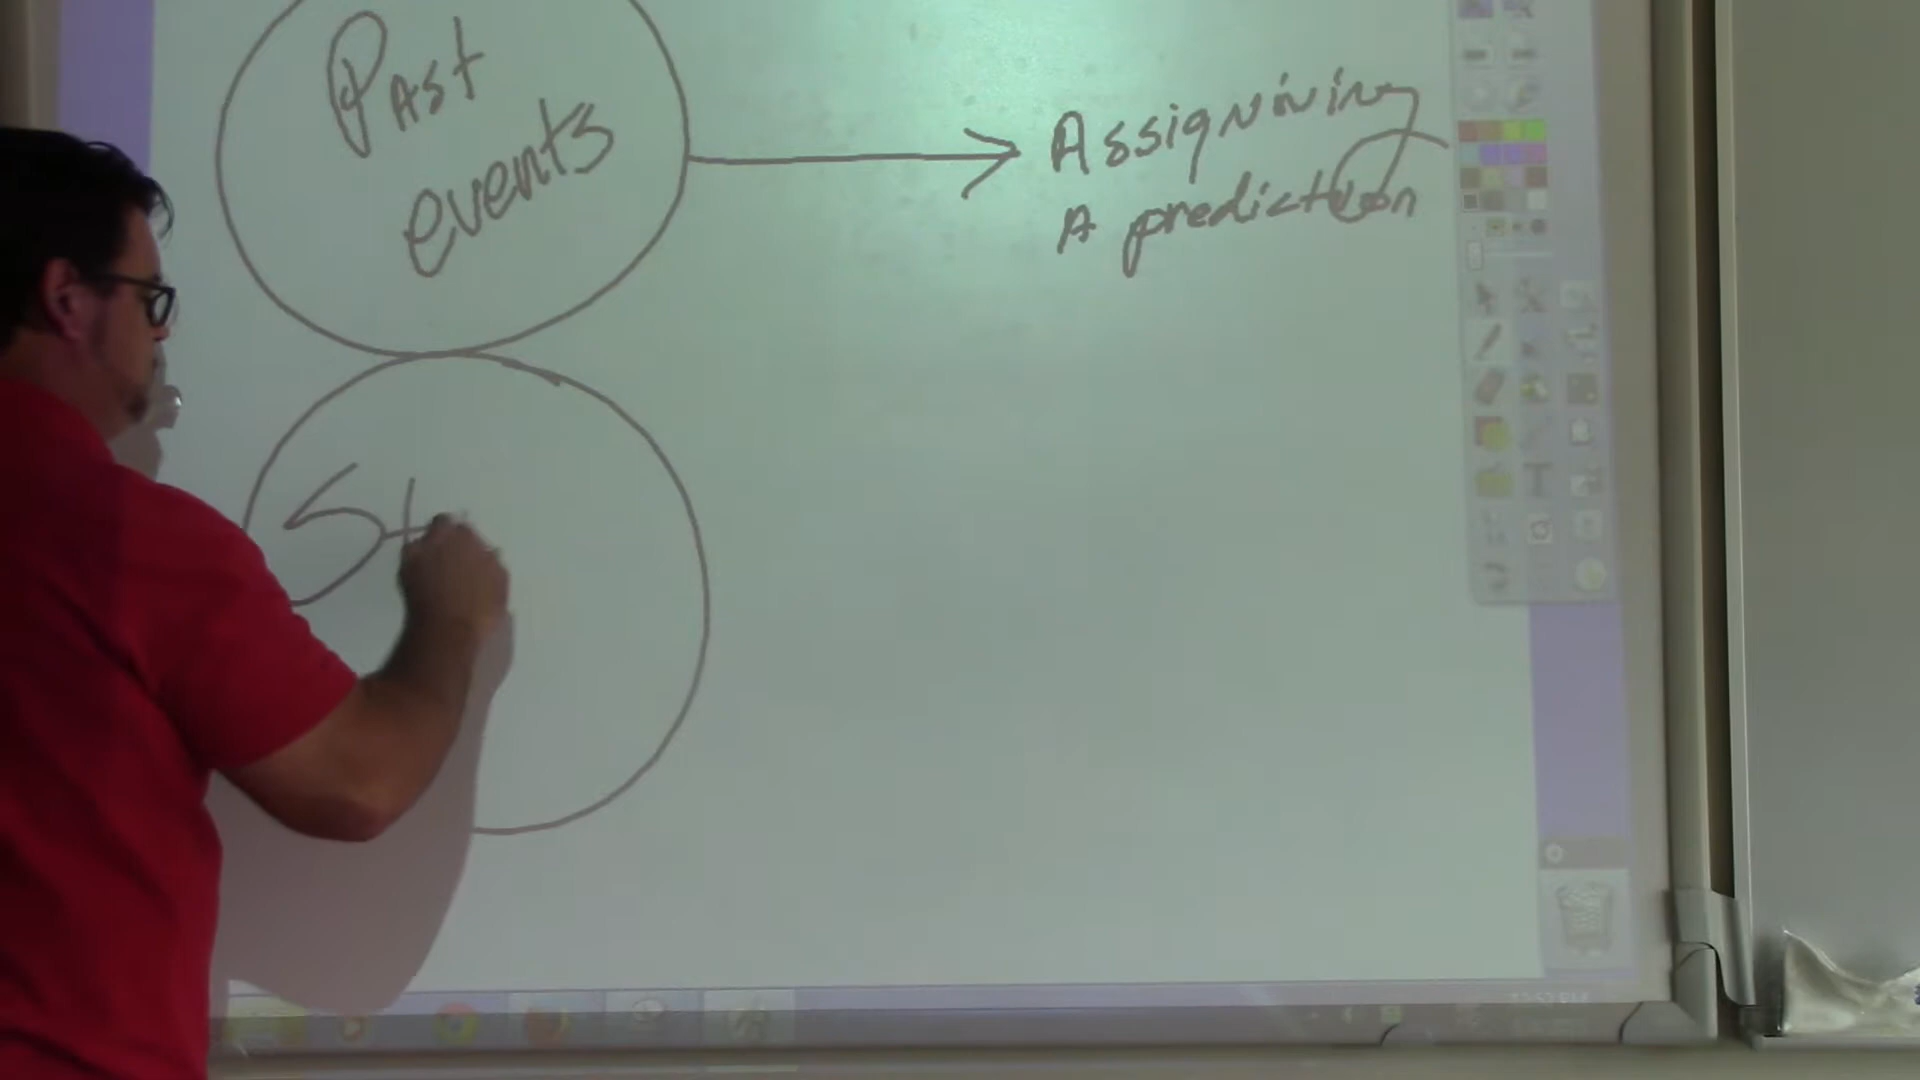 Past
events
Assignining
A prediction
St